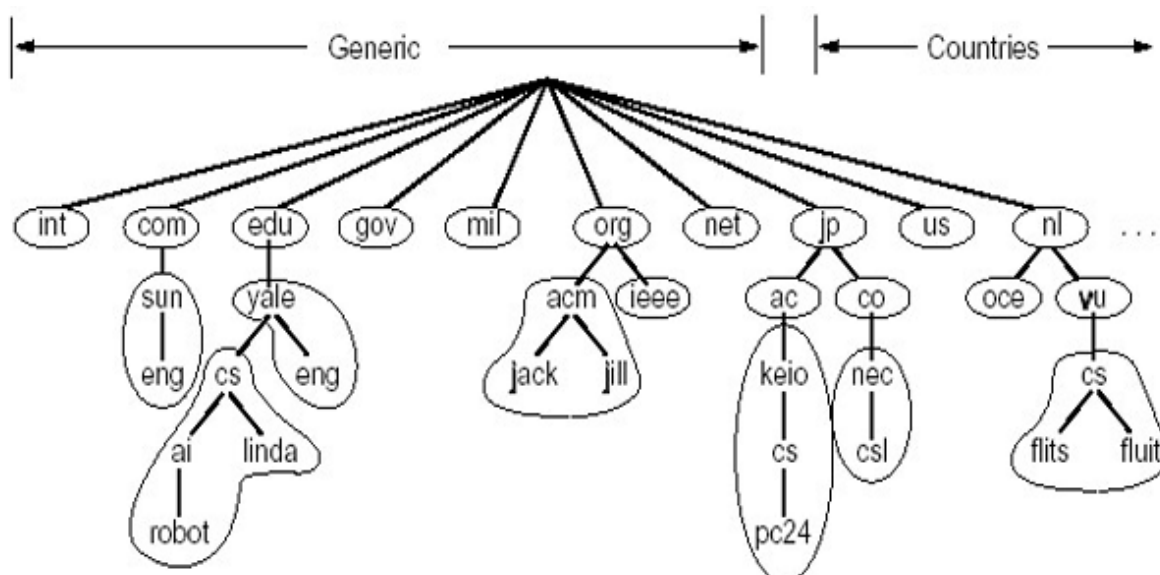 Generic Countries
int com edu gov mil org net jp us nl ...
sun yale acm ieee ac co oce vu
eng cs eng jack jill keio nec cs
ai linda cs csl flits fluit
robot pc24